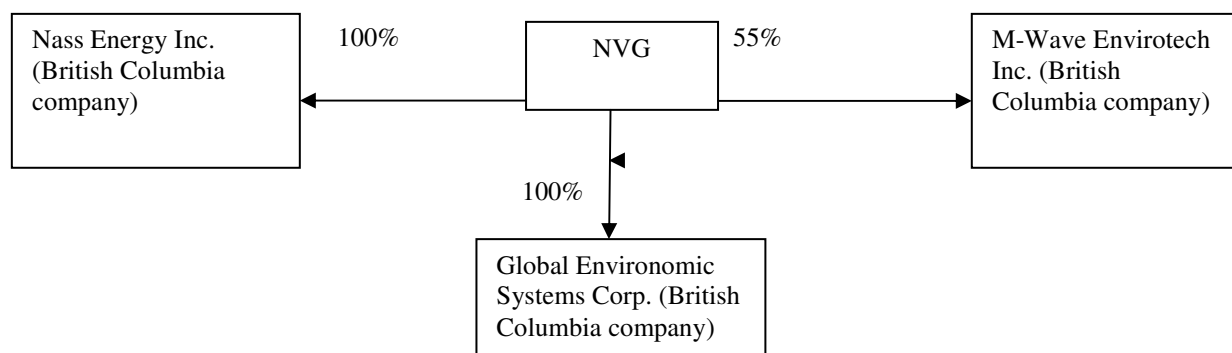 Nass Energy Inc.
(British Columbia
company)
100%
NVG
55%
M-Wave Envirotech
Inc. (British
Columbia company)
100%
Global Environomic
Systems Corp. (British
Columbia company)